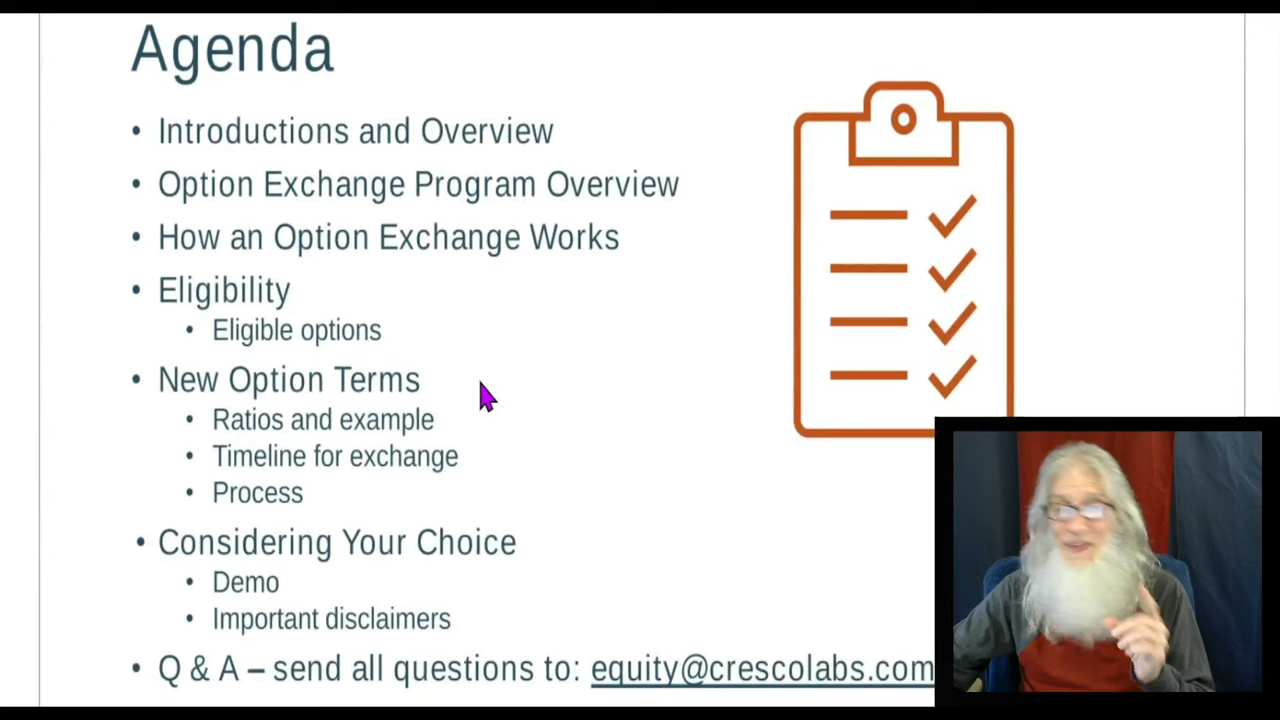 Agenda
• Introductions and Overview
• Option Exchange Program Overview
• How an Option Exchange Works
• Eligibility
• Eligible options
• New Option Terms
• Ratios and example
• Timeline for exchange
• Process
• Considering Your Choice
• Demo
• Important disclaimers
• Q & A – send all questions to: equity@crescolabs.com